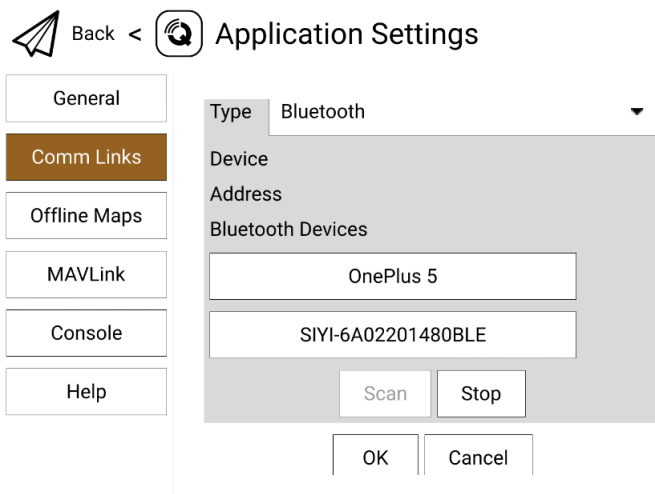 Back < Application Settings
General
Comm Links
Offline Maps
MAVLink
Console
Help
Type Bluetooth
Device
Address
Bluetooth Devices
OnePlus 5
SIYI-6A02201480BLE
Scan Stop
OK Cancel